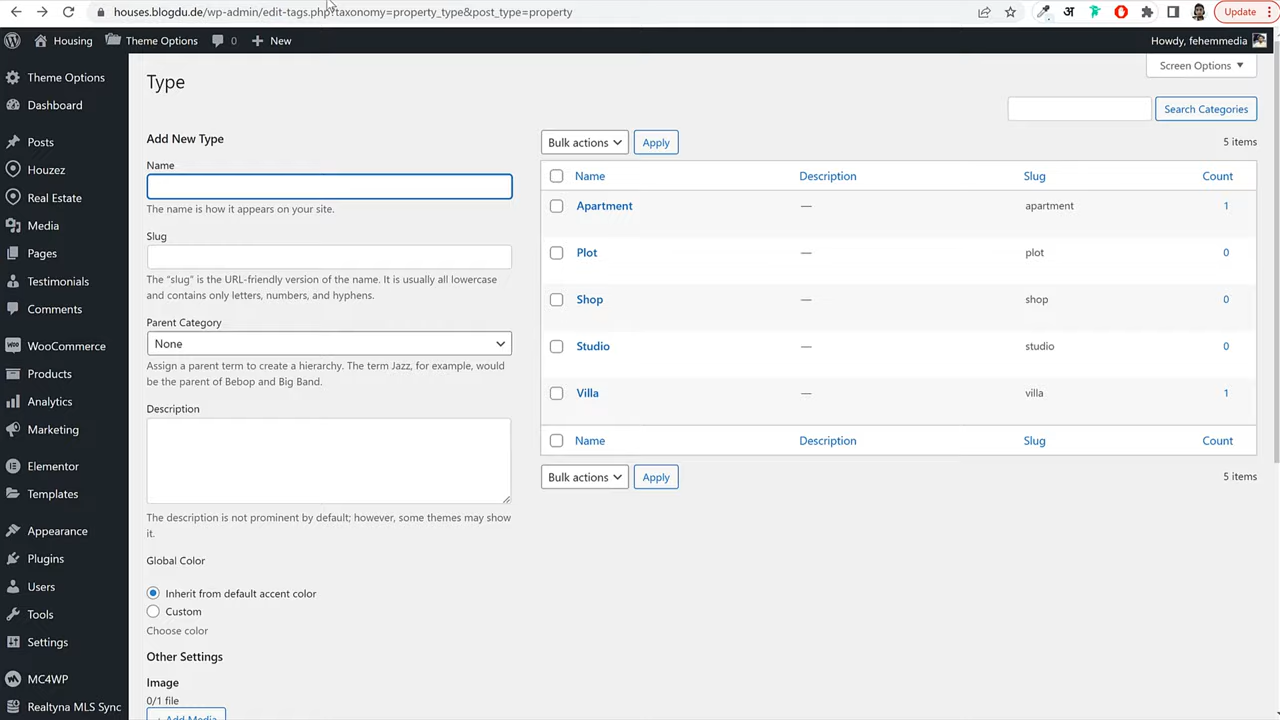 houses.blogdu.de/wp-admin/edit-tags.php?taxonomy=property_type&post_type=property
अ
Update
Housing
Theme Options
0
New
Howdy, fehemmedia
Theme Options
Dashboard
Posts
Houzez
Real Estate
Media
Pages
Testimonials
Comments
WooCommerce
Products
Analytics
Marketing
Elementor
Templates
Appearance
Plugins
Users
Tools
Settings
MC4WP
Realtyna MLS Sync
Screen Options
Type
Search Categories
Add New Type
Name
The name is how it appears on your site.
Slug
The “slug” is the URL-friendly version of the name. It is usually all lowercase
and contains only letters, numbers, and hyphens.
Parent Category
None
Assign a parent term to create a hierarchy. The term Jazz, for example, would
be the parent of Bebop and Big Band.
Description
The description is not prominent by default; however, some themes may show
it.
Global Color
Inherit from default accent color
Custom
Choose color
Other Settings
Image
0/1 file
+ Add Media
Bulk actions Apply 5 items
Name Description Slug Count
Apartment — apartment 1
Plot — plot 0
Shop — shop 0
Studio — studio 0
Villa — villa 1
Name Description Slug Count
Bulk actions Apply 5 items